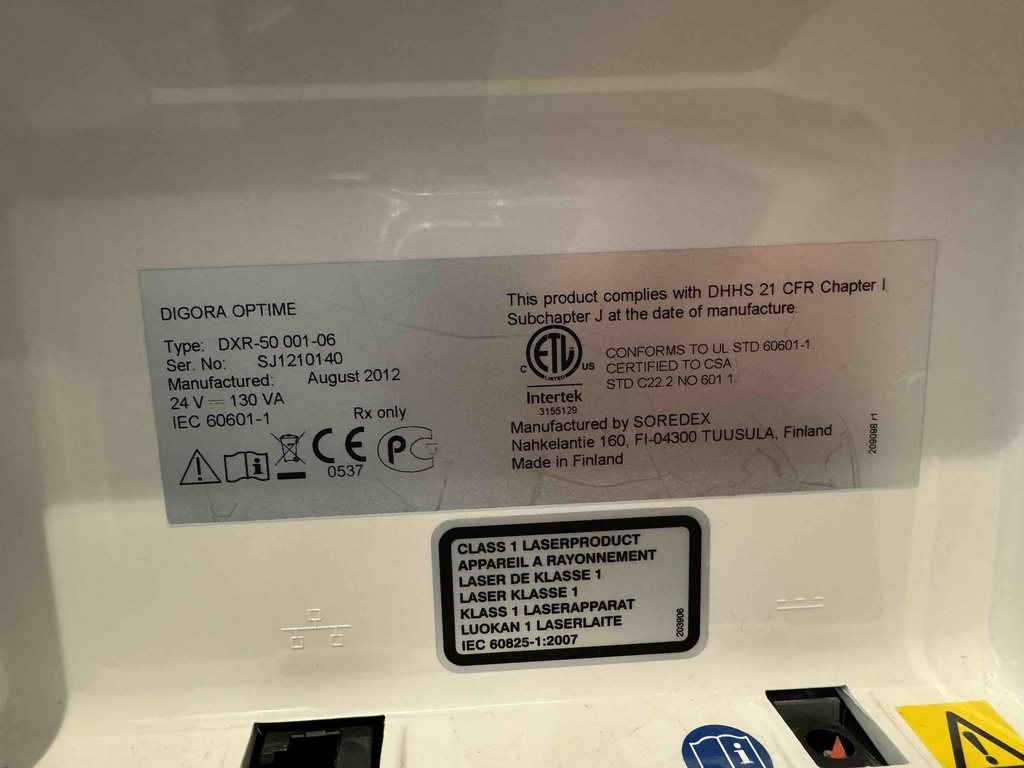 DIGORA OPTIME
Type: DXR-50 001-06
Ser. No: SJ1210140
Manufactured: August 2012
24 V 130 VA
IEC 60601-1
Rx only
CE
0537
This product complies with DHHS 21 CFR Chapter I
Subchapter J at the date of manufacture.
C ETL US
LISTED
Intertek
3155129
CONFORMS TO UL STD 60601-1.
CERTIFIED TO CSA
STD C22.2 NO 601 1
Manufactured by SOREDEX
Nahkelantie 160, FI-04300 TUUSULA, Finland
Made in Finland
209098 r1
CLASS 1 LASERPRODUCT
APPAREIL A RAYONNEMENT
LASER DE KLASSE 1
LASER KLASSE 1
KLASS 1 LASERAPPARAT
LUOKAN 1 LASERLAITE
IEC 60825-1:2007
203906